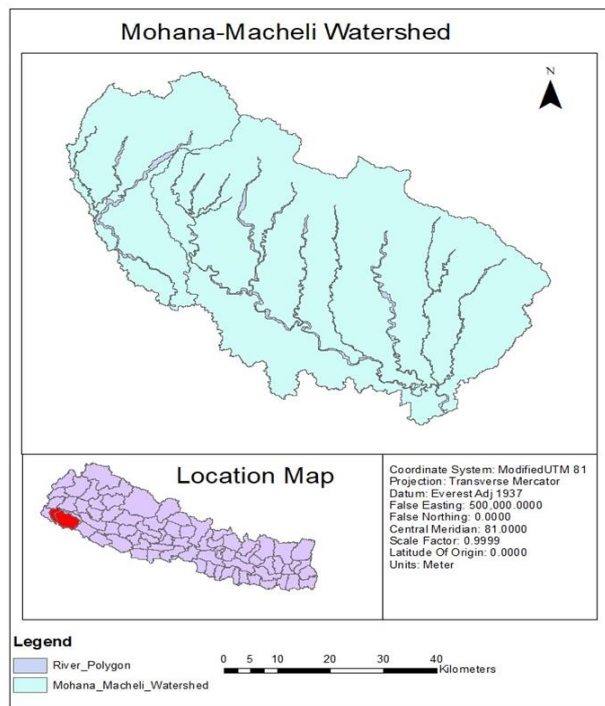 Mohana-Macheli Watershed
N
Location Map
Coordinate System: ModifiedUTM 81
Projection: Transverse Mercator
Datum: Everest Adj 1937
False Easting: 500,000.0000
False Northing: 0.0000
Central Meridian: 81.0000
Scale Factor: 0.9999
Latitude Of Origin: 0.0000
Units: Meter
Legend
River_Polygon
Mohana_Macheli_Watershed
0 5 10 20 30 40
Kilometers